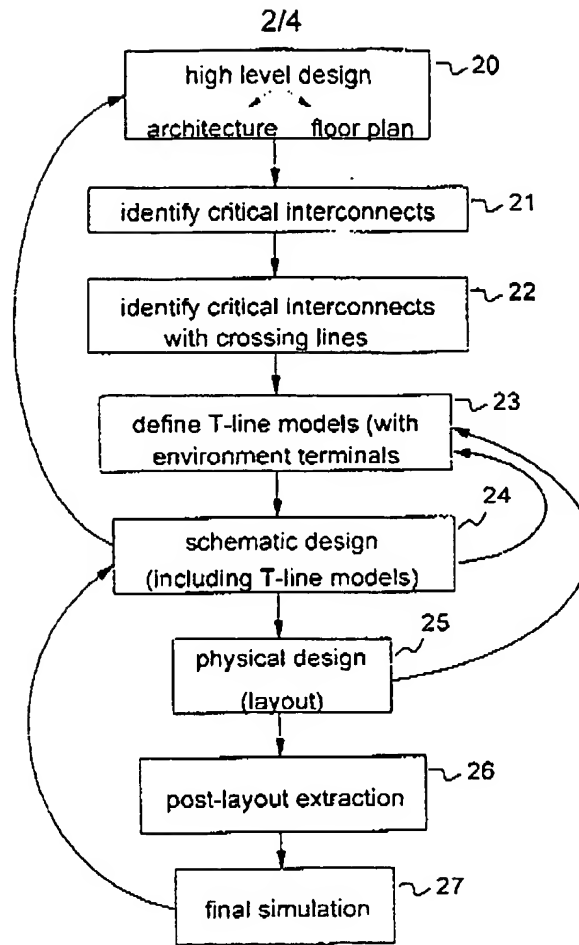 2/4
high level design
20
architecture floor plan
identify critical interconnects
21
identify critical interconnects
with crossing lines
22
define T-line models (with
environment terminals
23
schematic design
(including T-line models)
24
physical design
(layout)
25
post-layout extraction
26
final simulation
27